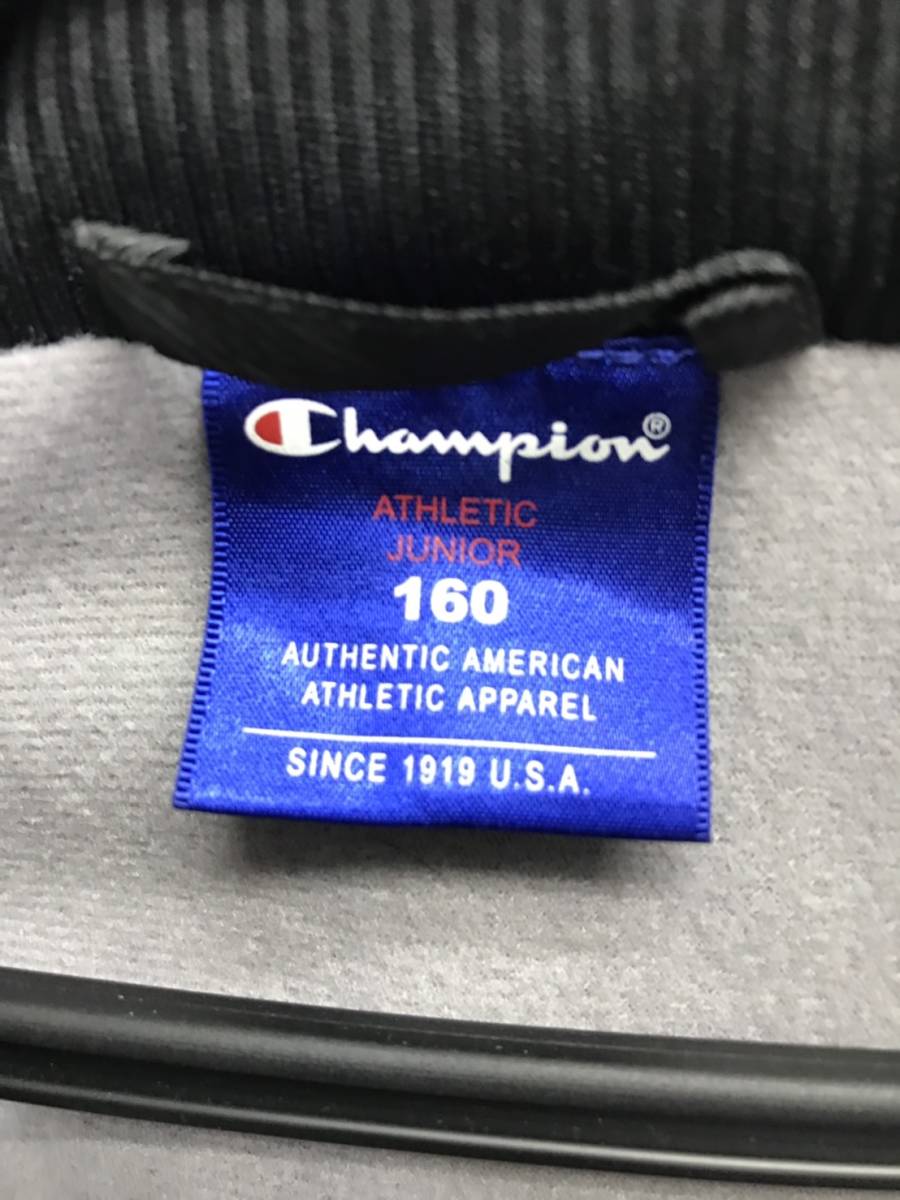 Champion®
ATHLETIC
JUNIOR
160
AUTHENTIC AMERICAN
ATHLETIC APPAREL
SINCE 1919 U.S.A.